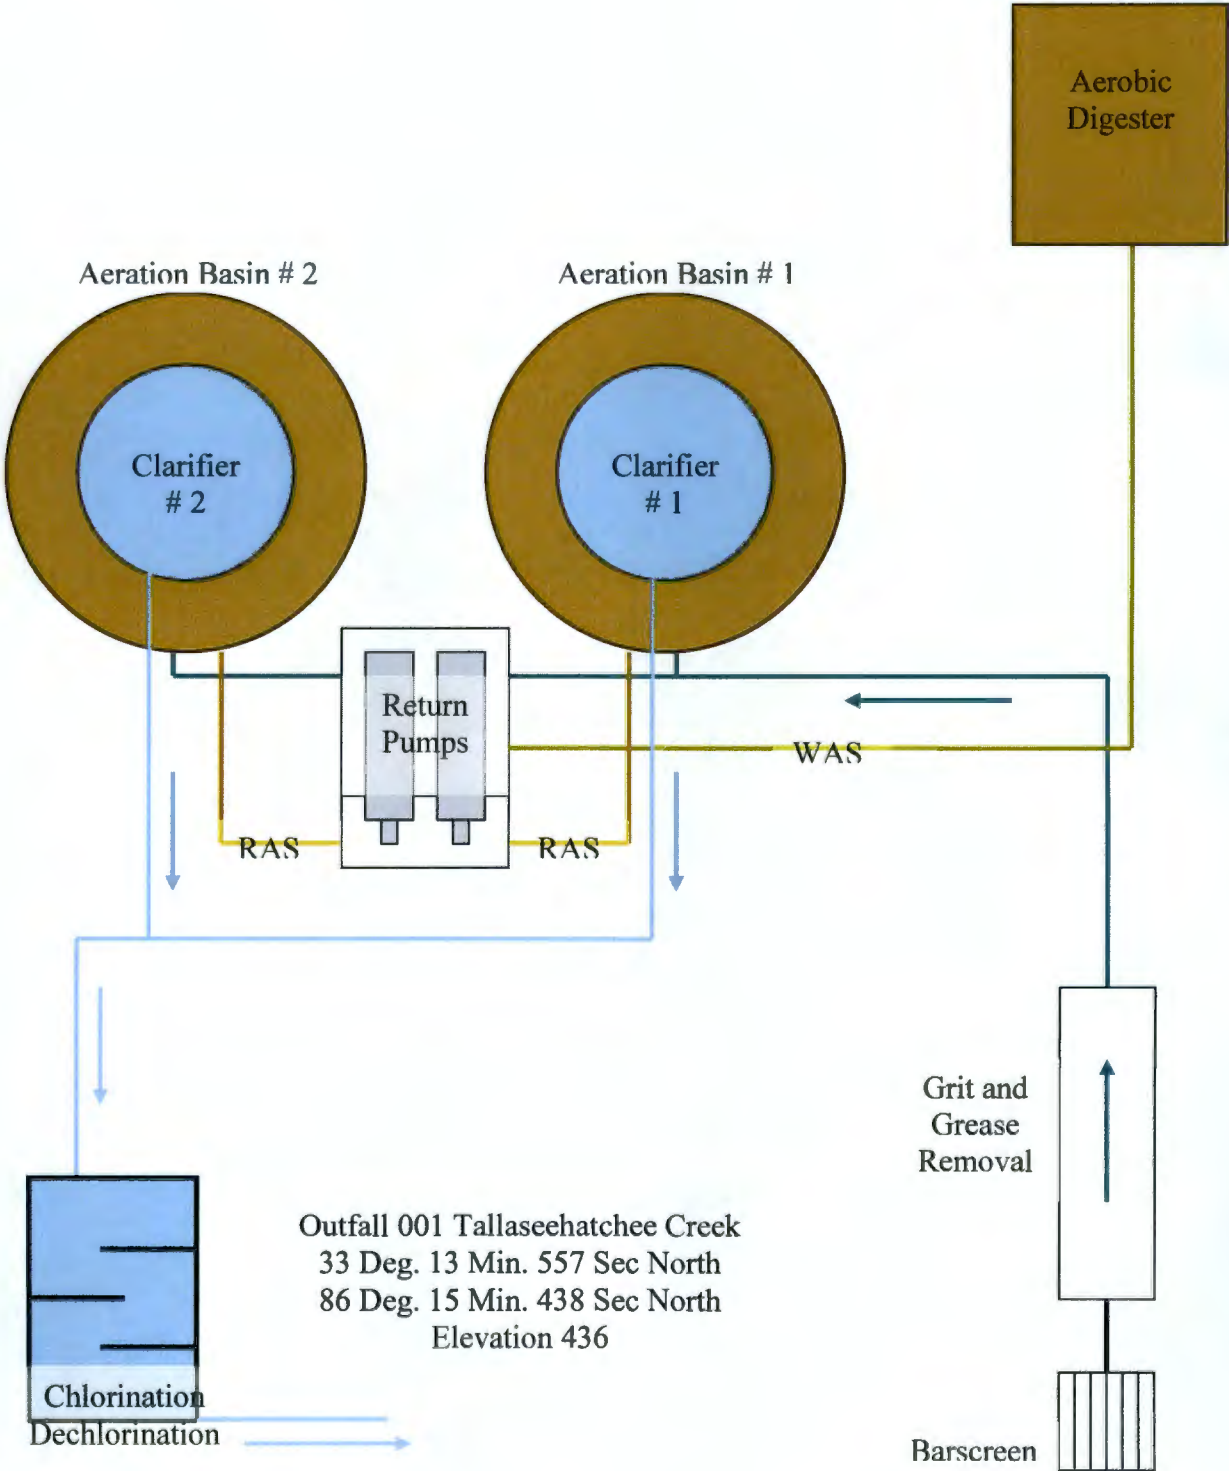 Aerobic
Digester
Aeration Basin # 2
Aeration Basin # 1
Clarifier
# 2
Clarifier
# 1
Return
Pumps
WAS
RAS
RAS
Grit and
Grease
Removal
Outfall 001 Tallaseehatchee Creek
33 Deg. 13 Min. 557 Sec North
86 Deg. 15 Min. 438 Sec North
Elevation 436
Chlorination
Dechlorination
Barscreen